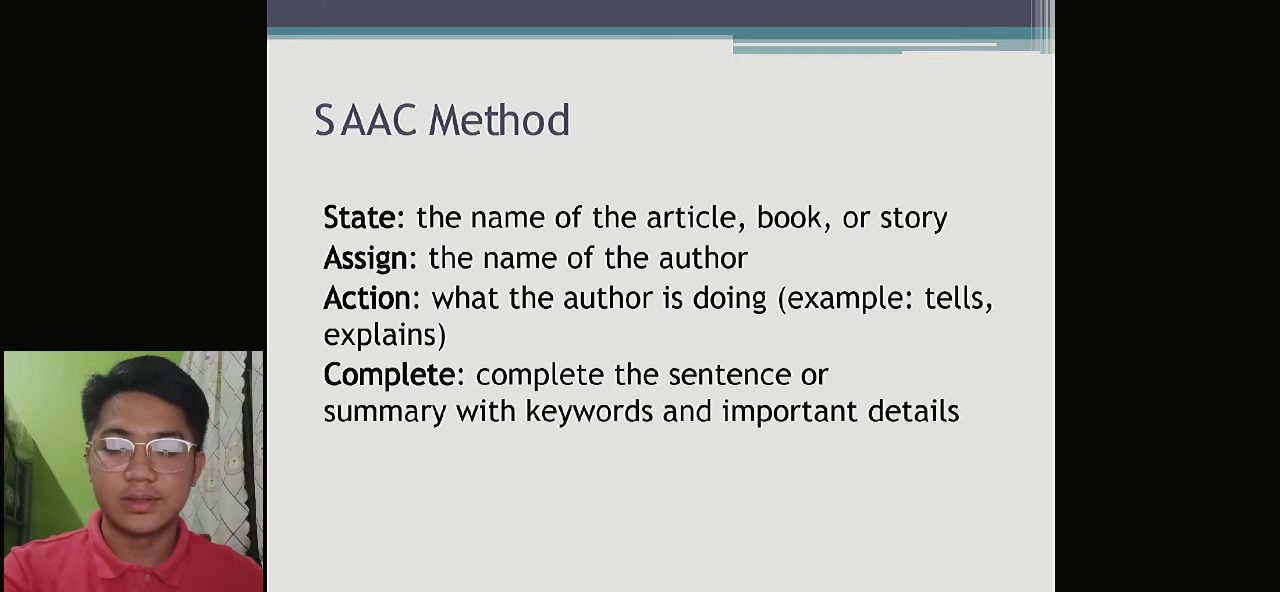 SAAC Method
State: the name of the article, book, or story
Assign: the name of the author
Action: what the author is doing (example: tells,
explains)
Complete: complete the sentence or
summary with keywords and important details